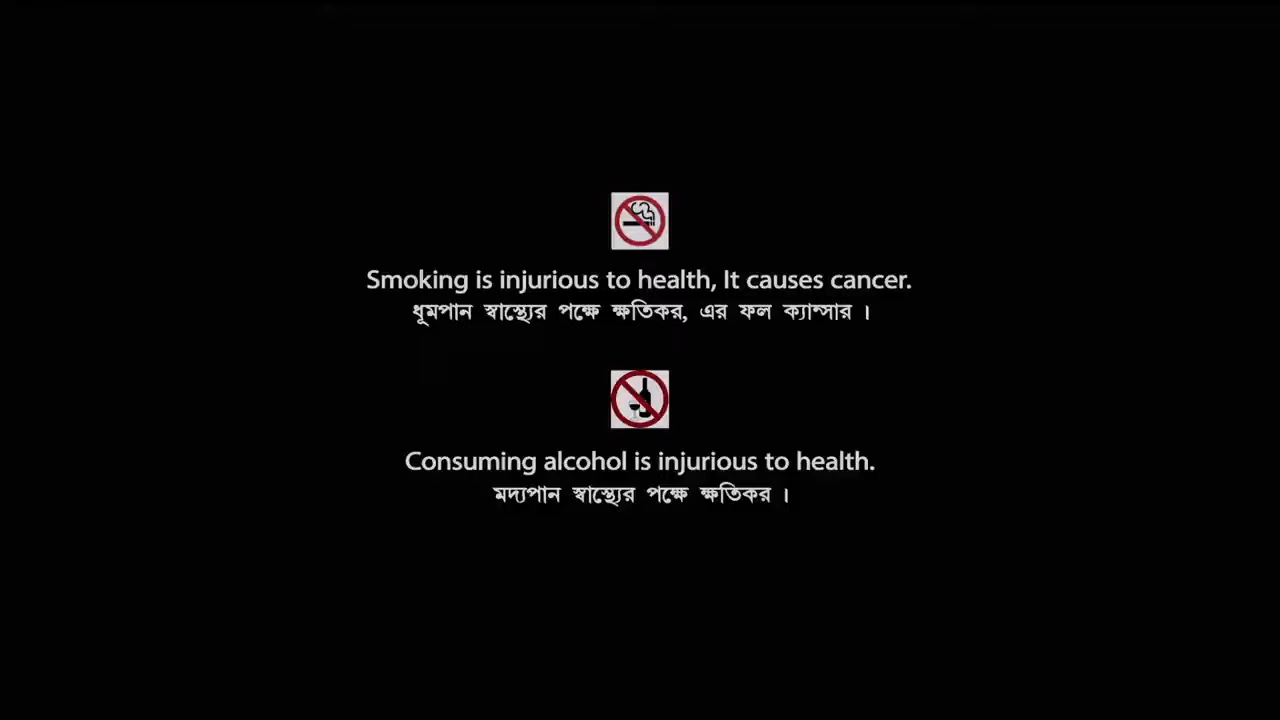 Smoking is injurious to health, It causes cancer.
ধূমপান স্বাস্থ্যের পক্ষে ক্ষতিকর, এর ফল ক্যান্সার ।
Consuming alcohol is injurious to health.
মদ্যপান স্বাস্থ্যের পক্ষে ক্ষতিকর ।